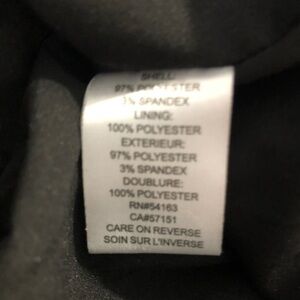 SHELL:
97% POLYESTER
3% SPANDEX
LINING:
100% POLYESTER
EXTERIEUR:
97% POLYESTER
3% SPANDEX
DOUBLURE:
100% POLYESTER
RN#54163
CA#57151
CARE ON REVERSE
SOIN SUR L'INVERSE